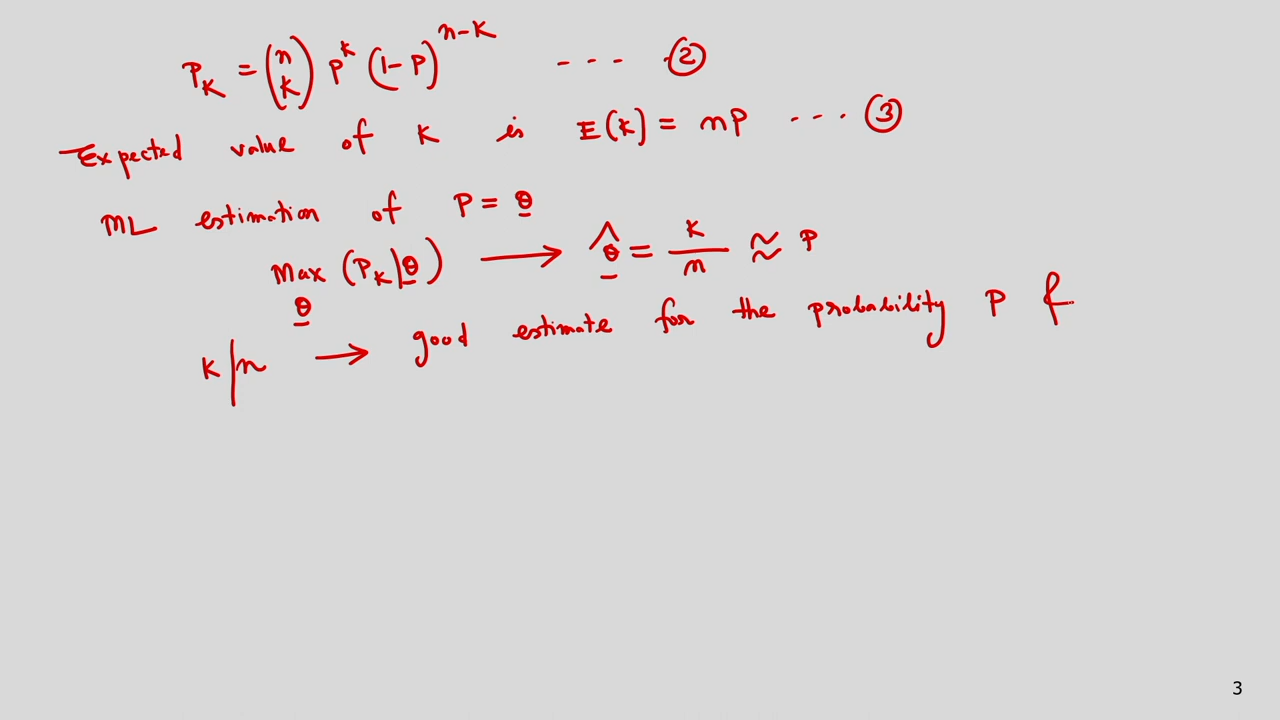 P_K = (n K) P^K (1-P)^{n-K} --- ②
Expected value of K is E(K) = nP --- ③
ML estimation of P = θ
Max (P_K|θ) → θ̂ = K/n ≈ P
θ
K/n → good estimate for the probability P &
3